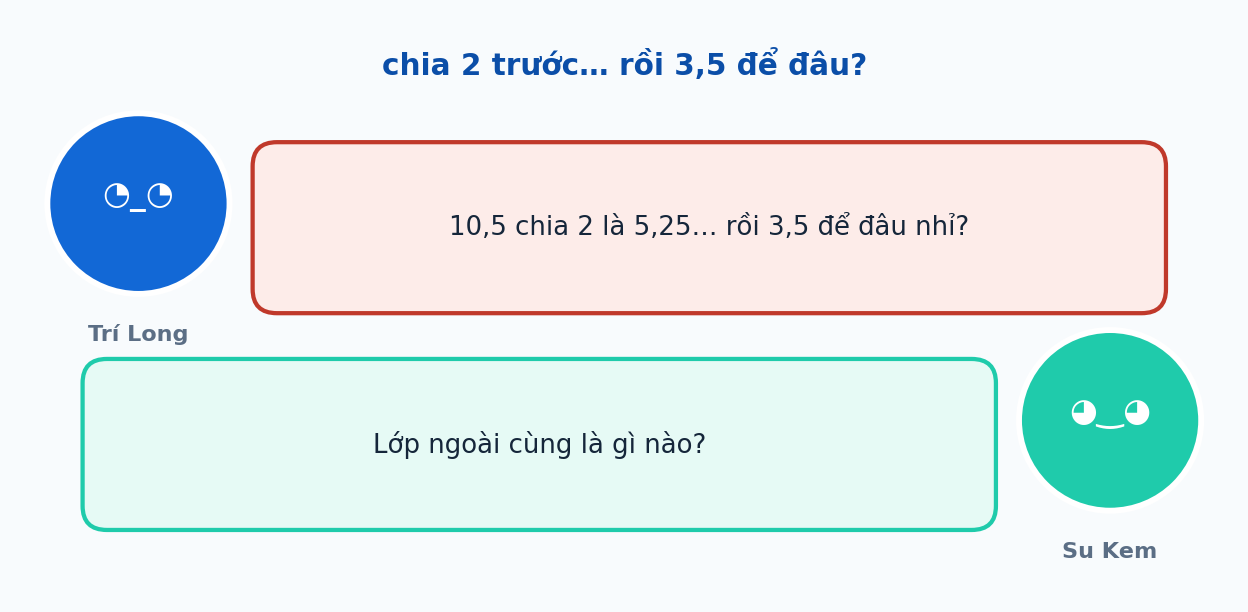 chia 2 trước… rồi 3,5 để đâu?
10,5 chia 2 là 5,25… rồi 3,5 để đâu nhỉ?
Trí Long
Lớp ngoài cùng là gì nào?
Su Kem